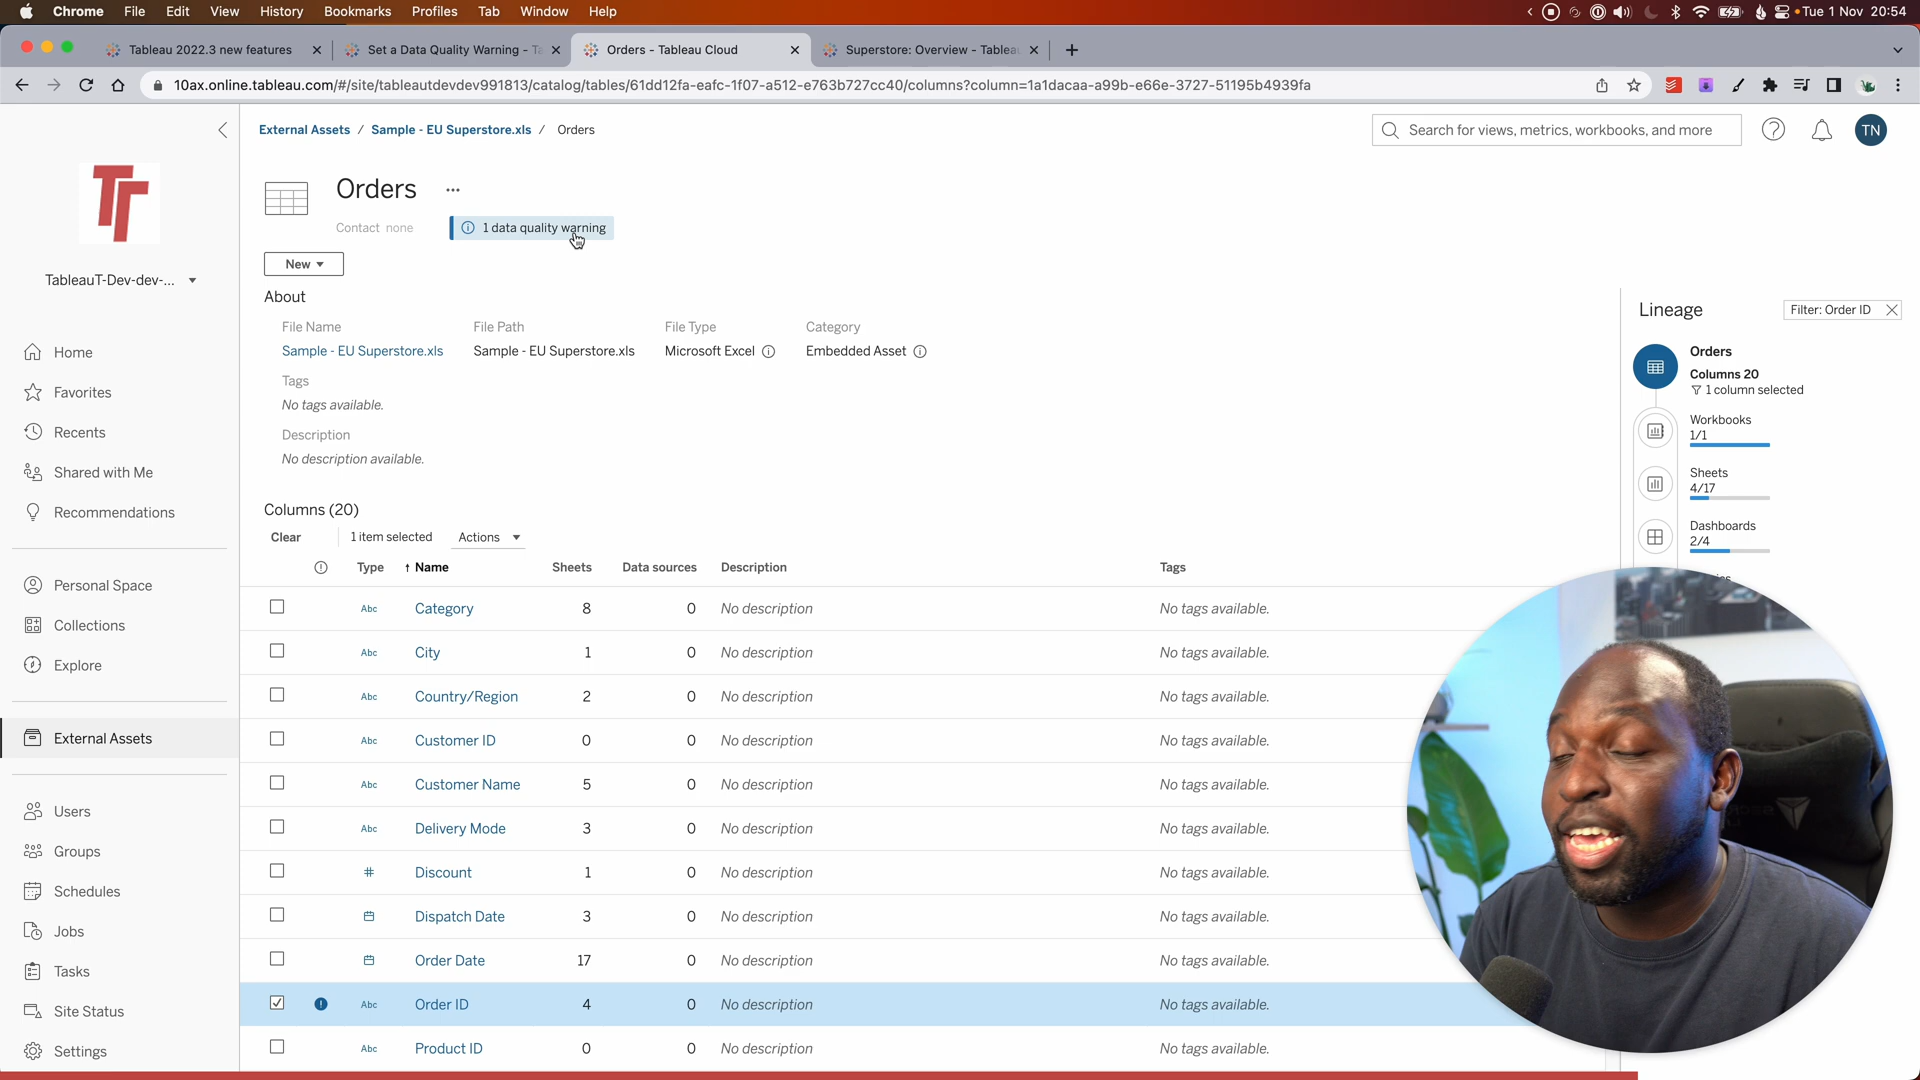 Chrome File Edit View History Bookmarks Profiles Tab Window Help Tue 1 Nov 20:54
Tableau 2022.3 new features
Set a Data Quality Warning - Ta
Orders - Tableau Cloud
Superstore: Overview - Tableau
10ax.online.tableau.com/#/site/tableautdevdev991813/catalog/tables/61dd12fa-eafc-1f07-a512-e763b727cc40/columns?column=1a1dacaa-a99b-e66e-3727-51195b4939fa
External Assets / Sample - EU Superstore.xls / Orders
Search for views, metrics, workbooks, and more
TN
TableauT-Dev-dev-...
Home
Favorites
Recents
Shared with Me
Recommendations
Personal Space
Collections
Explore
External Assets
Users
Groups
Schedules
Jobs
Tasks
Site Status
Settings
Orders ...
Contact none
1 data quality warning
New
About
File Name File Path File Type Category
Sample - EU Superstore.xls Sample - EU Superstore.xls Microsoft Excel Embedded Asset
Tags
No tags available.
Description
No description available.
Columns (20)
Clear 1 item selected Actions
Type ↑ Name Sheets Data sources Description Tags
Abc Category 8 0 No description No tags available.
Abc City 1 0 No description No tags available.
Abc Country/Region 2 0 No description No tags available.
Abc Customer ID 0 0 No description No tags available.
Abc Customer Name 5 0 No description No tags available.
Abc Delivery Mode 3 0 No description No tags available.
# Discount 1 0 No description No tags available.
Dispatch Date 3 0 No description No tags available.
Order Date 17 0 No description No tags available.
Abc Order ID 4 0 No description No tags available.
Abc Product ID 0 0 No description No tags available.
Lineage Filter: Order ID
Orders
Columns 20
1 column selected
Workbooks
1/1
Sheets
4/17
Dashboards
2/4